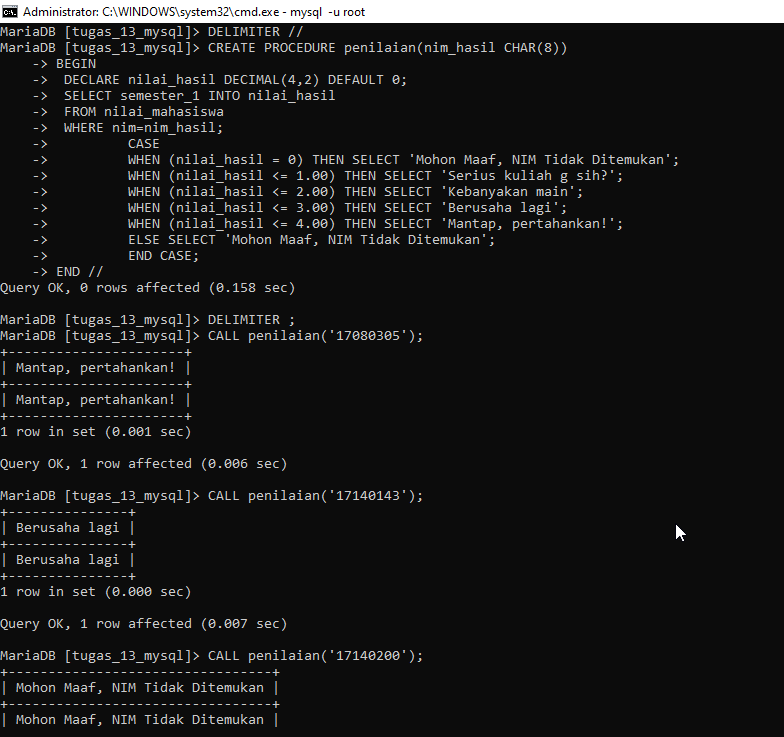 Administrator: C:\WINDOWS\system32\cmd.exe - mysql -u root
MariaDB [tugas_13_mysql]> DELIMITER //
MariaDB [tugas_13_mysql]> CREATE PROCEDURE penilaian(nim_hasil CHAR(8))
    -> BEGIN
    ->  DECLARE nilai_hasil DECIMAL(4,2) DEFAULT 0;
    ->  SELECT semester_1 INTO nilai_hasil
    ->  FROM nilai_mahasiswa
    ->  WHERE nim=nim_hasil;
    ->          CASE
    ->          WHEN (nilai_hasil = 0) THEN SELECT 'Mohon Maaf, NIM Tidak Ditemukan';
    ->          WHEN (nilai_hasil <= 1.00) THEN SELECT 'Serius kuliah g sih?';
    ->          WHEN (nilai_hasil <= 2.00) THEN SELECT 'Kebanyakan main';
    ->          WHEN (nilai_hasil <= 3.00) THEN SELECT 'Berusaha lagi';
    ->          WHEN (nilai_hasil <= 4.00) THEN SELECT 'Mantap, pertahankan!';
    ->          ELSE SELECT 'Mohon Maaf, NIM Tidak Ditemukan';
    ->          END CASE;
    -> END //
Query OK, 0 rows affected (0.158 sec)
MariaDB [tugas_13_mysql]> DELIMITER ;
MariaDB [tugas_13_mysql]> CALL penilaian('17080305');
+----------------------+
| Mantap, pertahankan! |
+----------------------+
| Mantap, pertahankan! |
+----------------------+
1 row in set (0.001 sec)
Query OK, 1 row affected (0.006 sec)
MariaDB [tugas_13_mysql]> CALL penilaian('17140143');
+---------------+
| Berusaha lagi |
+---------------+
| Berusaha lagi |
+---------------+
1 row in set (0.000 sec)
Query OK, 1 row affected (0.007 sec)
MariaDB [tugas_13_mysql]> CALL penilaian('17140200');
+---------------------------------+
| Mohon Maaf, NIM Tidak Ditemukan |
+---------------------------------+
| Mohon Maaf, NIM Tidak Ditemukan |